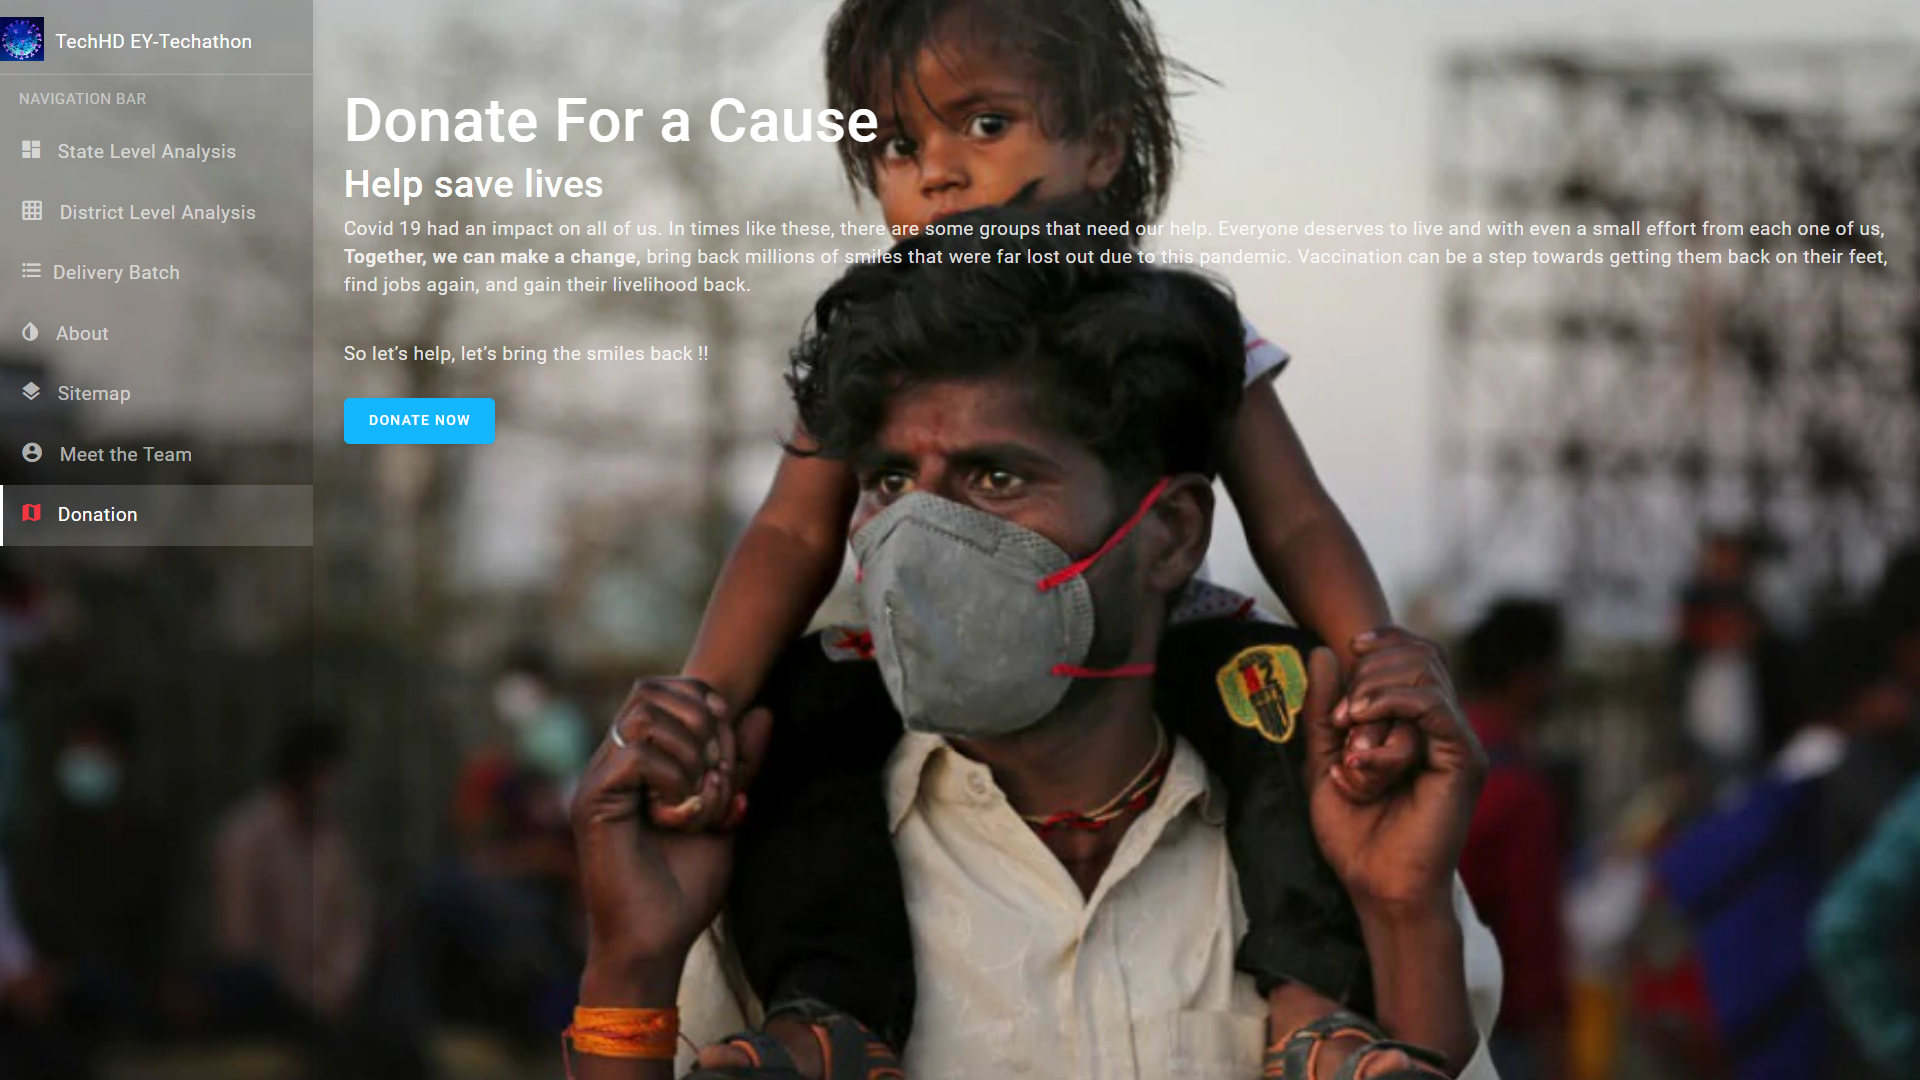 TechHD EY-Techathon
NAVIGATION BAR
State Level Analysis
District Level Analysis
Delivery Batch
About
Sitemap
Meet the Team
Donation
Donate For a Cause
Help save lives
Covid 19 had an impact on all of us. In times like these, there are some groups that need our help. Everyone deserves to live and with even a small effort from each one of us,
Together, we can make a change, bring back millions of smiles that were far lost out due to this pandemic. Vaccination can be a step towards getting them back on their feet,
find jobs again, and gain their livelihood back.
So let’s help, let’s bring the smiles back !!
DONATE NOW